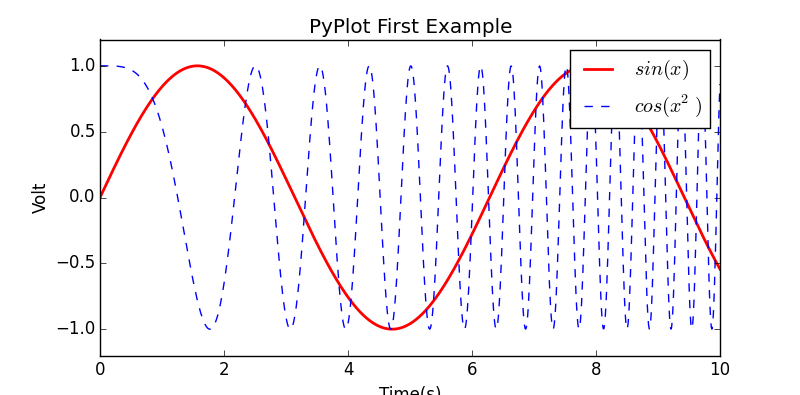 PyPlot First Example
sin(x)
cos(x²)
Volt
1.0
0.5
0.0
−0.5
−1.0
0 2 4 6 8 10
Time(s)